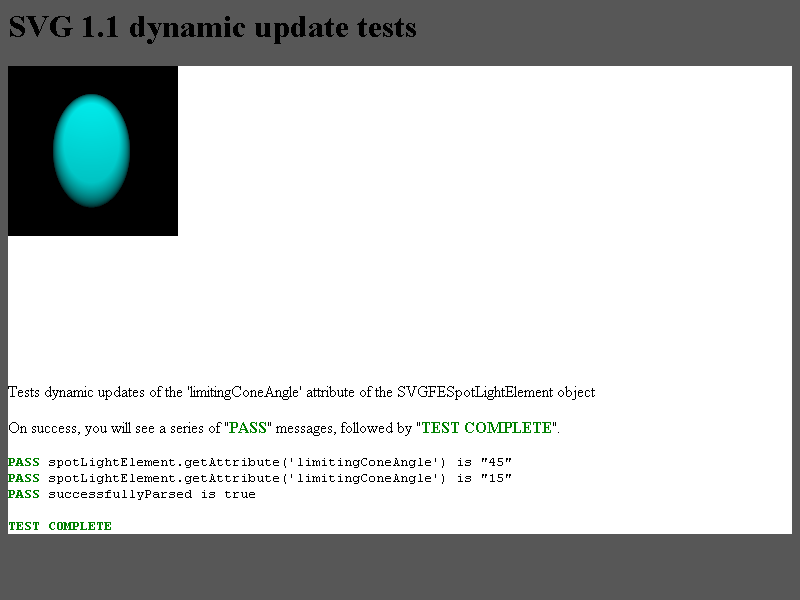 SVG 1.1 dynamic update tests
Tests dynamic updates of the 'limitingConeAngle' attribute of the SVGFESpotLightElement object
On success, you will see a series of "PASS" messages, followed by "TEST COMPLETE".
PASS spotLightElement.getAttribute('limitingConeAngle') is "45"
PASS spotLightElement.getAttribute('limitingConeAngle') is "15"
PASS successfullyParsed is true
TEST COMPLETE